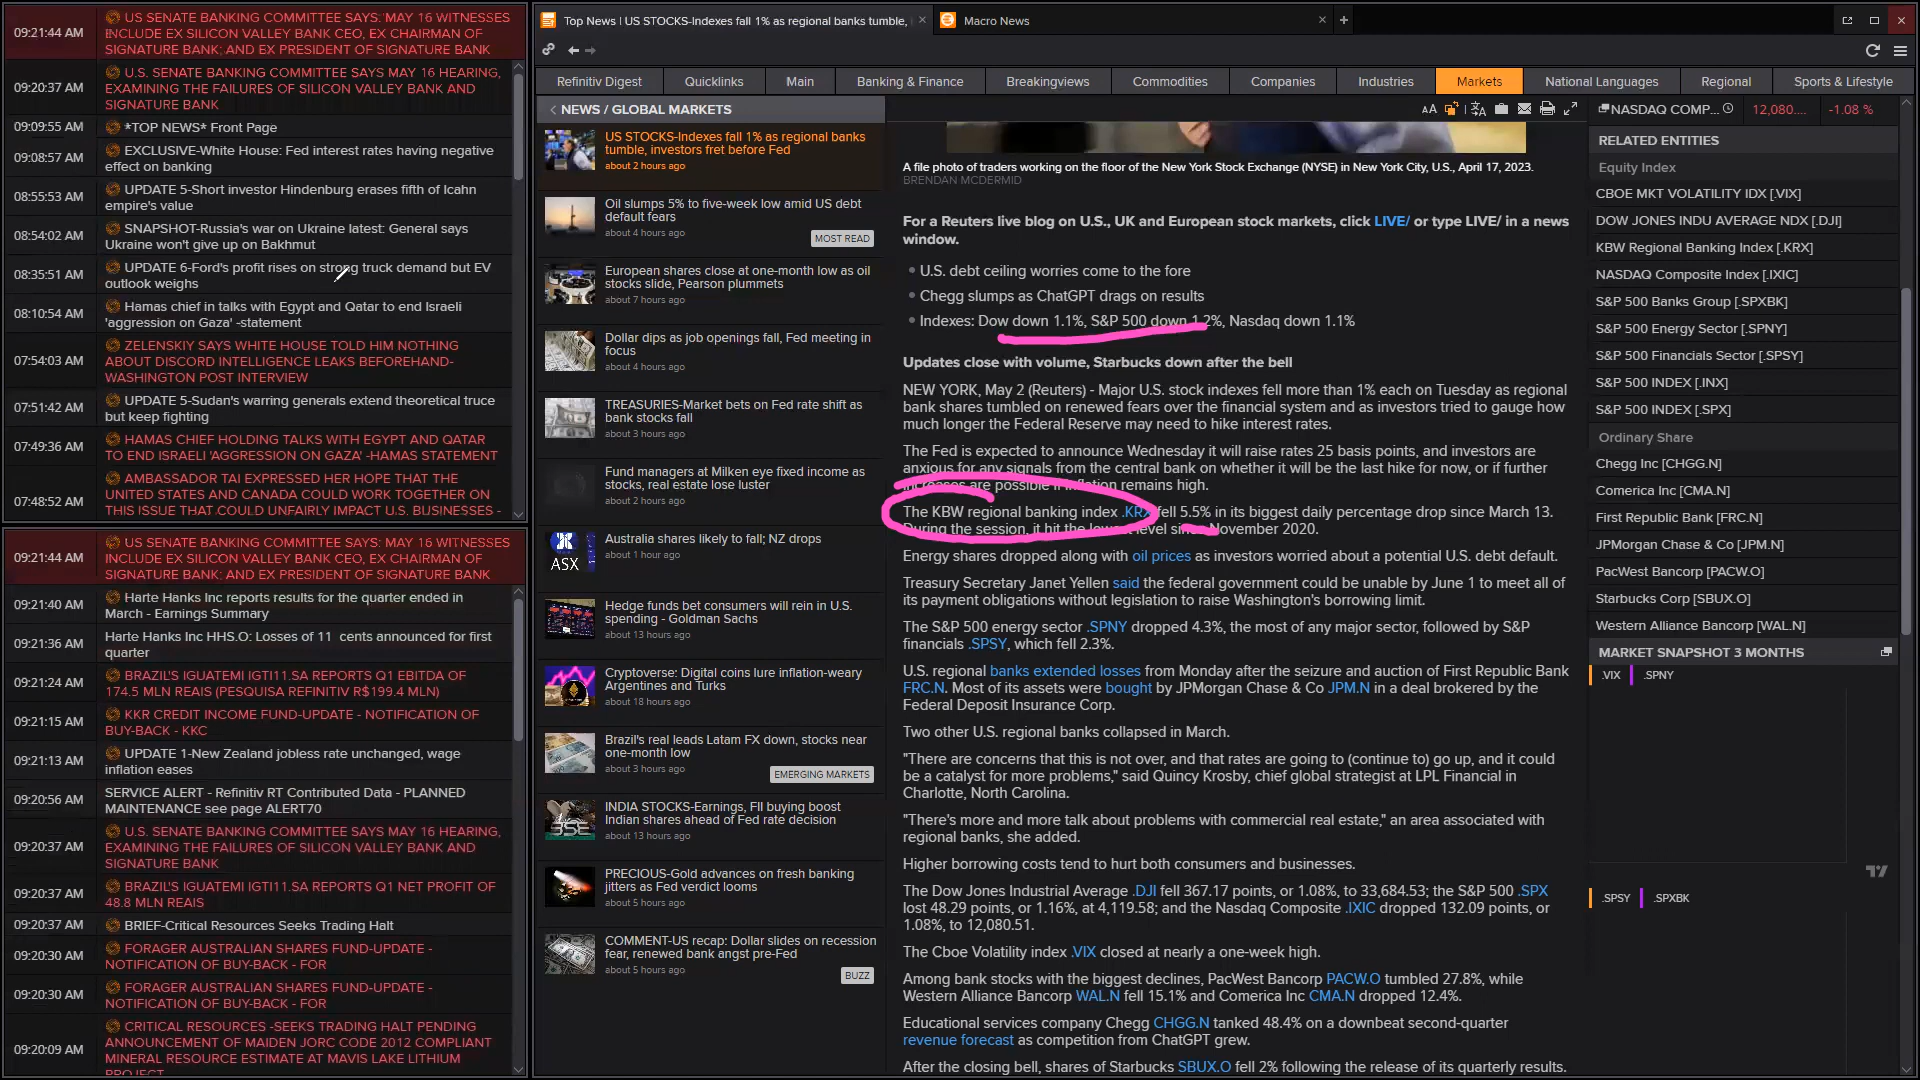 09:21:44 AM
US SENATE BANKING COMMITTEE SAYS: MAY 16 WITNESSES
INCLUDE EX SILICON VALLEY BANK CEO, EX CHAIRMAN OF
SIGNATURE BANK; AND EX PRESIDENT OF SIGNATURE BANK
09:20:37 AM
U.S. SENATE BANKING COMMITTEE SAYS MAY 16 HEARING,
EXAMINING THE FAILURES OF SILICON VALLEY BANK AND
SIGNATURE BANK
09:09:55 AM
*TOP NEWS* Front Page
09:08:57 AM
EXCLUSIVE-White House: Fed interest rates having negative
effect on banking
08:55:53 AM
UPDATE 5-Short investor Hindenburg erases fifth of Icahn
empire's value
08:54:02 AM
SNAPSHOT-Russia's war on Ukraine latest: General says
Ukraine won't give up on Bakhmut
08:35:51 AM
UPDATE 6-Ford's profit rises on strong truck demand but EV
outlook weighs
08:10:54 AM
Hamas chief in talks with Egypt and Qatar to end Israeli
'aggression on Gaza' -statement
07:54:03 AM
ZELENSKIY SAYS WHITE HOUSE TOLD HIM NOTHING
ABOUT DISCORD INTELLIGENCE LEAKS BEFOREHAND-
WASHINGTON POST INTERVIEW
07:51:42 AM
UPDATE 5-Sudan's warring generals extend theoretical truce
but keep fighting
07:49:36 AM
HAMAS CHIEF HOLDING TALKS WITH EGYPT AND QATAR
TO END ISRAELI 'AGGRESSION ON GAZA' -HAMAS STATEMENT
07:48:52 AM
AMBASSADOR TAI EXPRESSED HER HOPE THAT THE
UNITED STATES AND CANADA COULD WORK TOGETHER ON
THIS ISSUE THAT COULD UNFAIRLY IMPACT U.S. BUSINESSES -
09:21:44 AM
US SENATE BANKING COMMITTEE SAYS: MAY 16 WITNESSES
INCLUDE EX SILICON VALLEY BANK CEO, EX CHAIRMAN OF
SIGNATURE BANK; AND EX PRESIDENT OF SIGNATURE BANK
09:21:40 AM
Harte Hanks Inc reports results for the quarter ended in
March - Earnings Summary
09:21:36 AM
Harte Hanks Inc HHS.O: Losses of 11 cents announced for first
quarter
09:21:24 AM
BRAZIL'S IGUATEMI IGTI11.SA REPORTS Q1 EBITDA OF
174.5 MLN REAIS (PESQUISA REFINITIV R$199.4 MLN)
09:21:15 AM
KKR CREDIT INCOME FUND-UPDATE - NOTIFICATION OF
BUY-BACK - KKC
09:21:13 AM
UPDATE 1-New Zealand jobless rate unchanged, wage
inflation eases
09:20:56 AM
SERVICE ALERT - Refinitiv RT Contributed Data - PLANNED
MAINTENANCE see page ALERT70
09:20:37 AM
U.S. SENATE BANKING COMMITTEE SAYS MAY 16 HEARING,
EXAMINING THE FAILURES OF SILICON VALLEY BANK AND
SIGNATURE BANK
09:20:37 AM
BRAZIL'S IGUATEMI IGTI11.SA REPORTS Q1 NET PROFIT OF
48.8 MLN REAIS
09:20:37 AM
BRIEF-Critical Resources Seeks Trading Halt
09:20:30 AM
FORAGER AUSTRALIAN SHARES FUND-UPDATE -
NOTIFICATION OF BUY-BACK - FOR
09:20:30 AM
FORAGER AUSTRALIAN SHARES FUND-UPDATE -
NOTIFICATION OF BUY-BACK - FOR
09:20:09 AM
CRITICAL RESOURCES -SEEKS TRADING HALT PENDING
ANNOUNCEMENT OF MAIDEN JORC CODE 2012 COMPLIANT
MINERAL RESOURCE ESTIMATE AT MAVIS LAKE LITHIUM
PROJECT
Top News | US STOCKS-Indexes fall 1% as regional banks tumble,
Macro News
Refinitiv Digest Quicklinks Main Banking & Finance Breakingviews Commodities Companies Industries Markets National Languages Regional Sports & Lifestyle
NEWS / GLOBAL MARKETS
US STOCKS-Indexes fall 1% as regional banks
tumble, investors fret before Fed
about 2 hours ago
Oil slumps 5% to five-week low amid US debt
default fears
about 4 hours ago
MOST READ
European shares close at one-month low as oil
stocks slide, Pearson plummets
about 7 hours ago
Dollar dips as job openings fall, Fed meeting in
focus
about 4 hours ago
TREASURIES-Market bets on Fed rate shift as
bank stocks fall
about 3 hours ago
Fund managers at Milken eye fixed income as
stocks, real estate lose luster
about 2 hours ago
ASX
Australia shares likely to fall; NZ drops
about 1 hour ago
Hedge funds bet consumers will rein in U.S.
spending - Goldman Sachs
about 13 hours ago
Cryptoverse: Digital coins lure inflation-weary
Argentines and Turks
about 18 hours ago
Brazil's real leads Latam FX down, stocks near
one-month low
about 3 hours ago
EMERGING MARKETS
BSE
INDIA STOCKS-Earnings, FII buying boost
Indian shares ahead of Fed rate decision
about 13 hours ago
PRECIOUS-Gold advances on fresh banking
jitters as Fed verdict looms
about 5 hours ago
COMMENT-US recap: Dollar slides on recession
fear, renewed bank angst pre-Fed
about 5 hours ago
BUZZ
AA
A file photo of traders working on the floor of the New York Stock Exchange (NYSE) in New York City, U.S., April 17, 2023.
BRENDAN MCDERMID
For a Reuters live blog on U.S., UK and European stock markets, click LIVE/ or type LIVE/ in a news
window.
U.S. debt ceiling worries come to the fore
Chegg slumps as ChatGPT drags on results
Indexes: Dow down 1.1%, S&P 500 down 1.2%, Nasdaq down 1.1%
Updates close with volume, Starbucks down after the bell
NEW YORK, May 2 (Reuters) - Major U.S. stock indexes fell more than 1% each on Tuesday as regional
bank shares tumbled on renewed fears over the financial system and as investors tried to gauge how
much longer the Federal Reserve may need to hike interest rates.
The Fed is expected to announce Wednesday it will raise rates 25 basis points, and investors are
anxious for any signals from the central bank on whether it will be the last hike for now, or if further
increases are possible if inflation remains high.
The KBW regional banking index .KRX fell 5.5% in its biggest daily percentage drop since March 13.
During the session, it hit the lowest level since November 2020.
Energy shares dropped along with oil prices as investors worried about a potential U.S. debt default.
Treasury Secretary Janet Yellen said the federal government could be unable by June 1 to meet all of
its payment obligations without legislation to raise Washington's borrowing limit.
The S&P 500 energy sector .SPNY dropped 4.3%, the most of any major sector, followed by S&P
financials .SPSY, which fell 2.3%.
U.S. regional banks extended losses from Monday after the seizure and auction of First Republic Bank
FRC.N. Most of its assets were bought by JPMorgan Chase & Co JPM.N in a deal brokered by the
Federal Deposit Insurance Corp.
Two other U.S. regional banks collapsed in March.
"There are concerns that this is not over, and that rates are going to (continue to) go up, and it could
be a catalyst for more problems," said Quincy Krosby, chief global strategist at LPL Financial in
Charlotte, North Carolina.
"There's more and more talk about problems with commercial real estate," an area associated with
regional banks, she added.
Higher borrowing costs tend to hurt both consumers and businesses.
The Dow Jones Industrial Average .DJI fell 367.17 points, or 1.08%, to 33,684.53; the S&P 500 .SPX
lost 48.29 points, or 1.16%, at 4,119.58; and the Nasdaq Composite .IXIC dropped 132.09 points, or
1.08%, to 12,080.51.
The Cboe Volatility index .VIX closed at nearly a one-week high.
Among bank stocks with the biggest declines, PacWest Bancorp PACW.O tumbled 27.8%, while
Western Alliance Bancorp WAL.N fell 15.1% and Comerica Inc CMA.N dropped 12.4%.
Educational services company Chegg CHGG.N tanked 48.4% on a downbeat second-quarter
revenue forecast as competition from ChatGPT grew.
After the closing bell, shares of Starbucks SBUX.O fell 2% following the release of its quarterly results.
NASDAQ COMP... 12,080.... -1.08 %
RELATED ENTITIES
Equity Index
CBOE MKT VOLATILITY IDX [.VIX]
DOW JONES INDU AVERAGE NDX [.DJI]
KBW Regional Banking Index [.KRX]
NASDAQ Composite Index [.IXIC]
S&P 500 Banks Group [.SPXBK]
S&P 500 Energy Sector [.SPNY]
S&P 500 Financials Sector [.SPSY]
S&P 500 INDEX [.INX]
S&P 500 INDEX [.SPX]
Ordinary Share
Chegg Inc [CHGG.N]
Comerica Inc [CMA.N]
First Republic Bank [FRC.N]
JPMorgan Chase & Co [JPM.N]
PacWest Bancorp [PACW.O]
Starbucks Corp [SBUX.O]
Western Alliance Bancorp [WAL.N]
MARKET SNAPSHOT 3 MONTHS
.VIX .SPNY
.SPSY .SPXBK